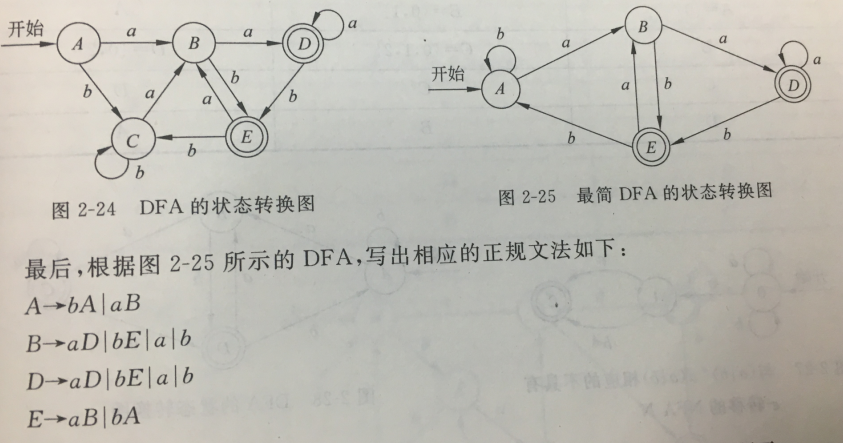 开始 A a B a D a
b a b a b
C b E
b
图 2-24 DFA 的状态转换图
b a B a
开始 A a b D a
b E b
图 2-25 最简 DFA 的状态转换图
最后,根据图 2-25 所示的 DFA,写出相应的正规文法如下:
A→bA|aB
B→aD|bE|a|b
D→aD|bE|a|b
E→aB|bA